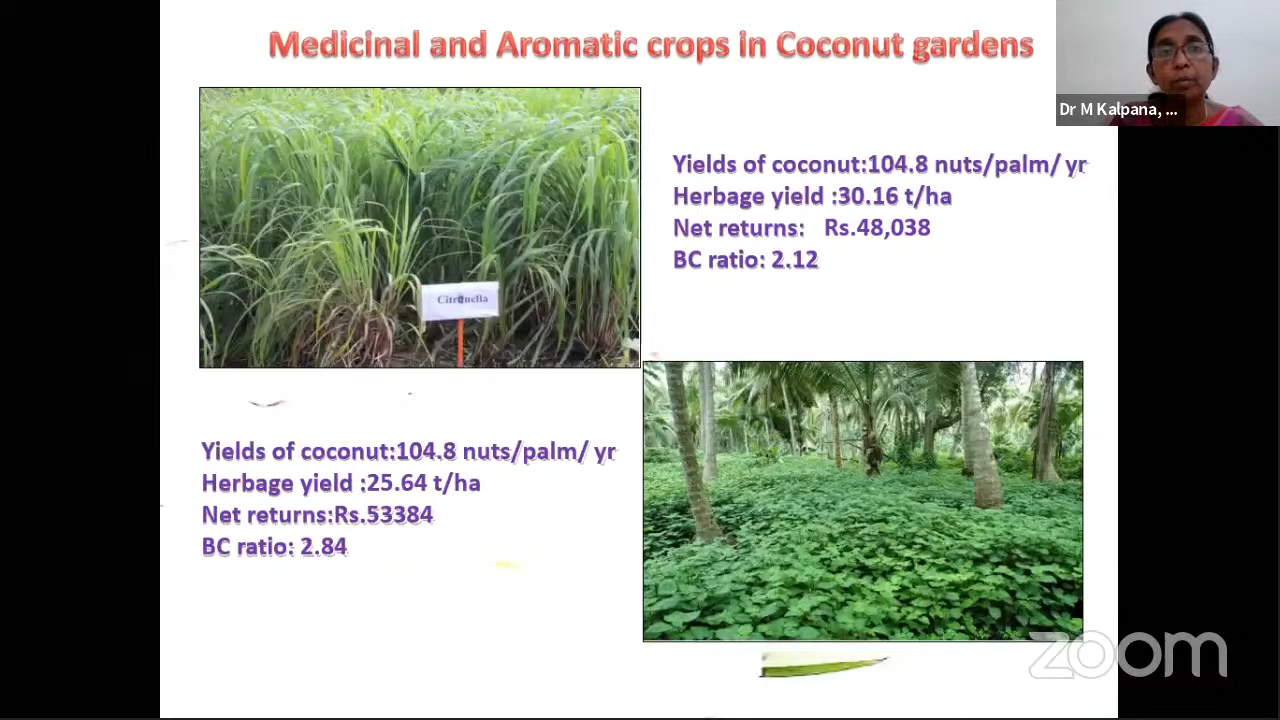 Medicinal and Aromatic crops in Coconut gardens
Dr M Kalpana, ...
Yields of coconut:104.8 nuts/palm/ yr
Herbage yield :30.16 t/ha
Net returns: Rs.48,038
BC ratio: 2.12
Citronella
Yields of coconut:104.8 nuts/palm/ yr
Herbage yield :25.64 t/ha
Net returns:Rs.53384
BC ratio: 2.84
zoom